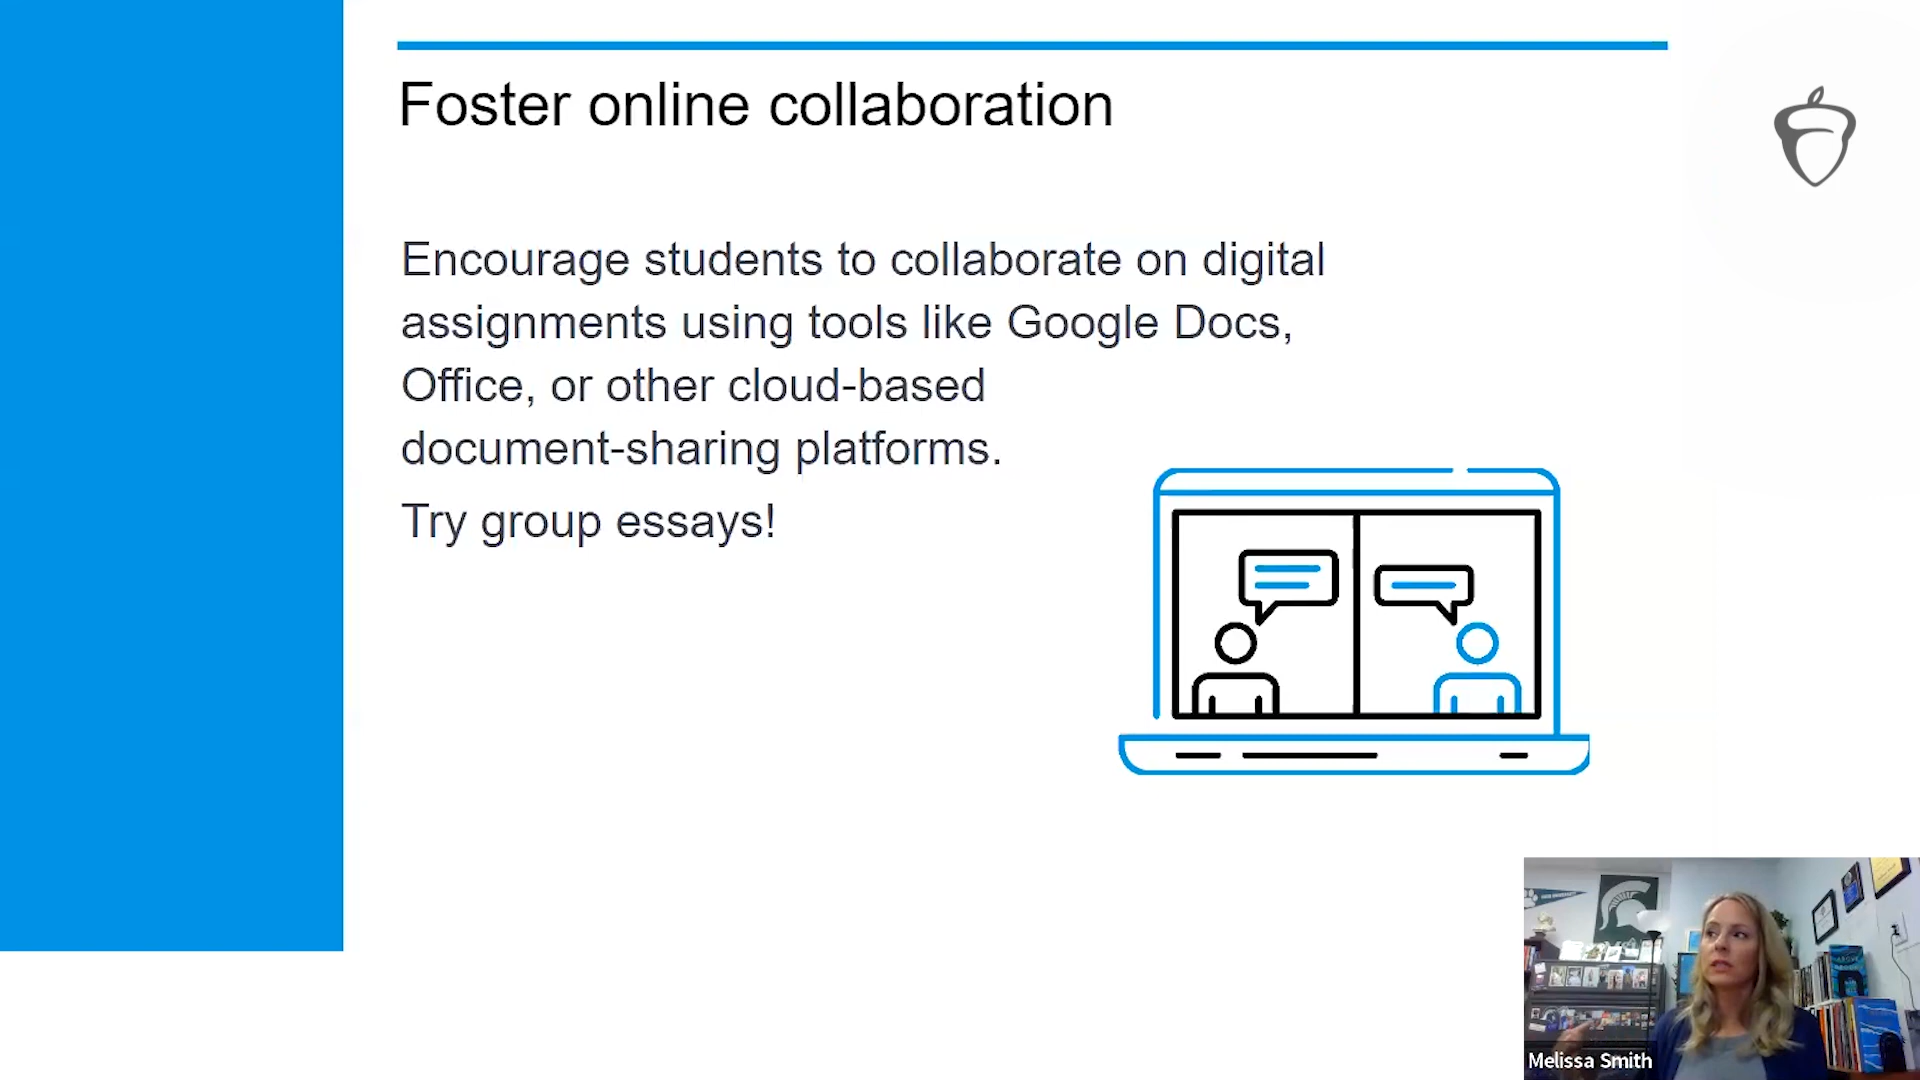 Foster online collaboration
Encourage students to collaborate on digital
assignments using tools like Google Docs,
Office, or other cloud-based
document-sharing platforms.
Try group essays!
Melissa Smith